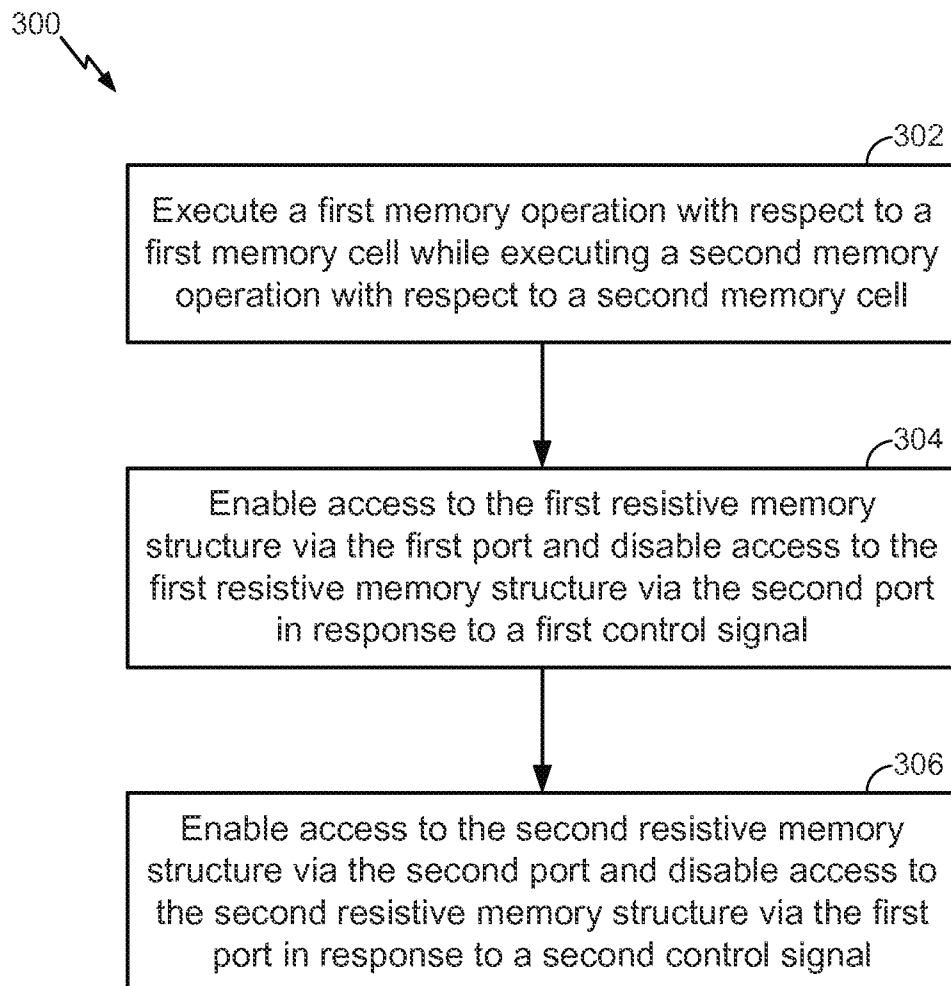 300
302
Execute a first memory operation with respect to a
first memory cell while executing a second memory
operation with respect to a second memory cell
304
Enable access to the first resistive memory
structure via the first port and disable access to the
first resistive memory structure via the second port
in response to a first control signal
306
Enable access to the second resistive memory
structure via the second port and disable access to
the second resistive memory structure via the first
port in response to a second control signal